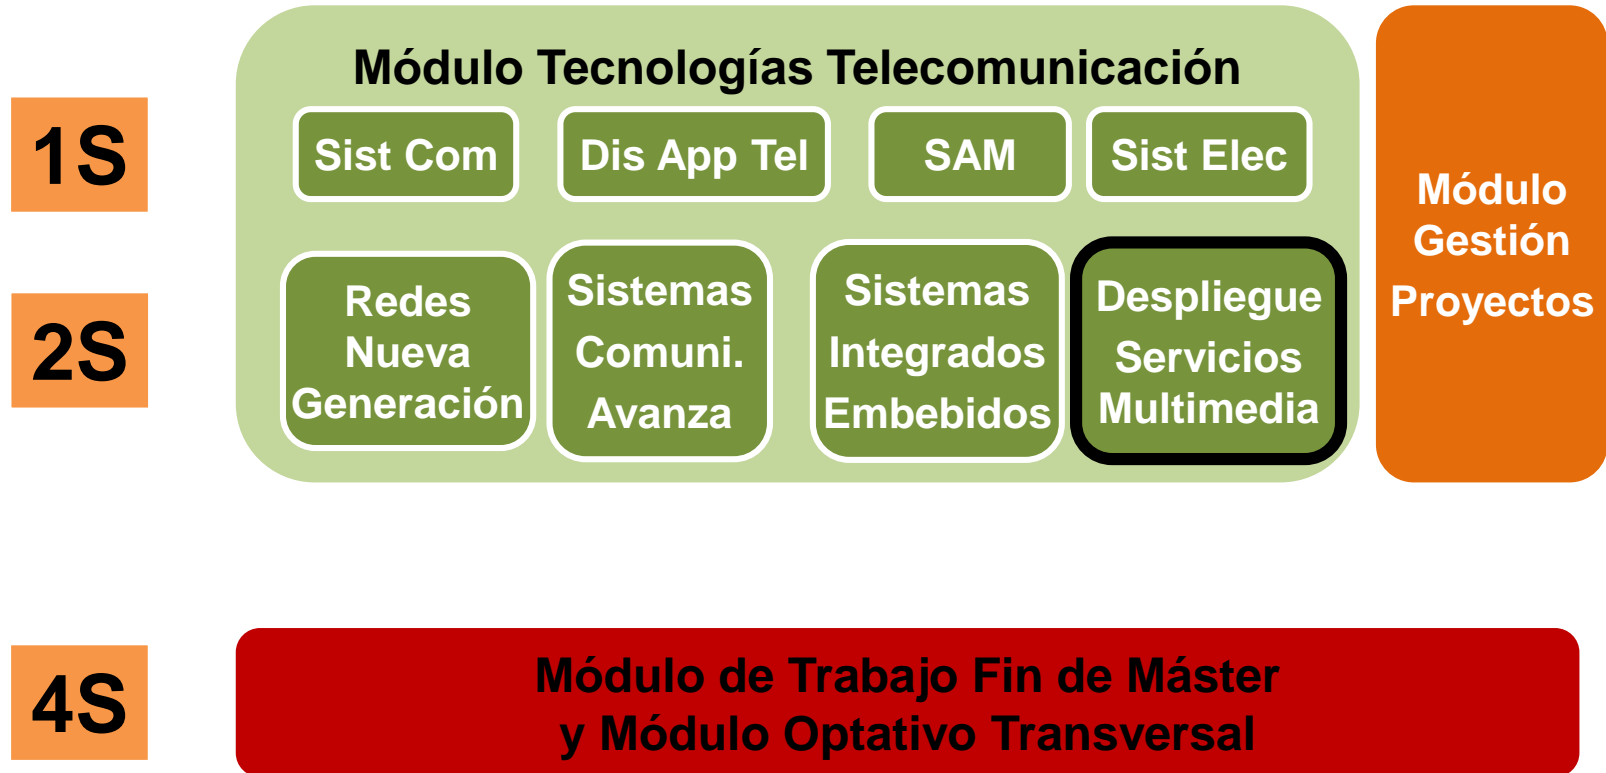 Módulo Tecnologías Telecomunicación
1S
Sist Com
Dis App Tel
SAM
Sist Elec
2S
Redes
Nueva
Generación
Sistemas
Comuni.
Avanza
Sistemas
Integrados
Embebidos
Despliegue
Servicios
Multimedia
Módulo
Gestión
Proyectos
4S
Módulo de Trabajo Fin de Máster
y Módulo Optativo Transversal